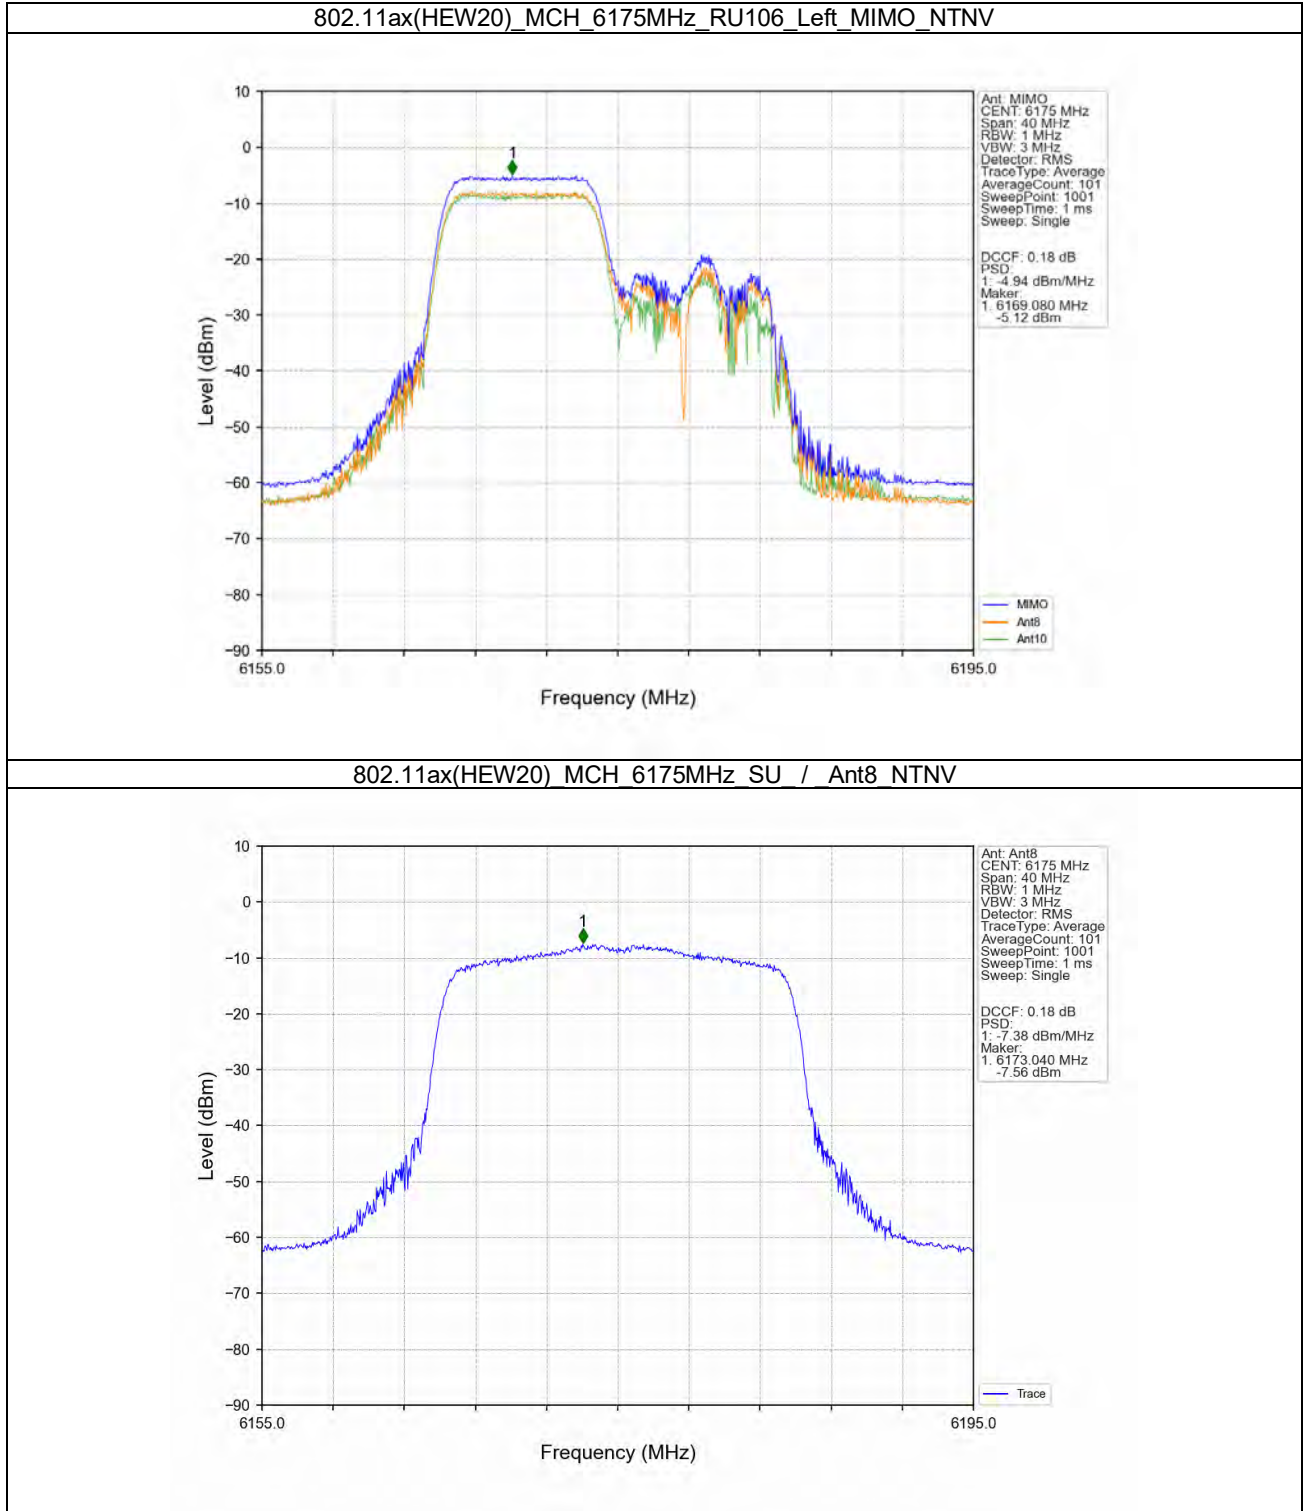 802.11ax(HEW20)_MCH_6175MHz_RU106_Left_MIMO_NTNV
10
0
−10
−20
−30
−40
−50
−60
−70
−80
−90
Level (dBm)
1
6155.0
6195.0
Frequency (MHz)
Ant: MIMO
CENT: 6175 MHz
Span: 40 MHz
RBW: 1 MHz
VBW: 3 MHz
Detector: RMS
TraceType: Average
AverageCount: 101
SweepPoint: 1001
SweepTime: 1 ms
Sweep: Single
DCCF: 0.18 dB
PSD:
1: -4.94 dBm/MHz
Maker:
1. 6169.080 MHz
-5.12 dBm
MIMO
Ant8
Ant10
802.11ax(HEW20)_MCH_6175MHz_SU_ / _Ant8_NTNV
10
0
−10
−20
−30
−40
−50
−60
−70
−80
−90
Level (dBm)
1
6155.0
6195.0
Frequency (MHz)
Ant: Ant8
CENT: 6175 MHz
Span: 40 MHz
RBW: 1 MHz
VBW: 3 MHz
Detector: RMS
TraceType: Average
AverageCount: 101
SweepPoint: 1001
SweepTime: 1 ms
Sweep: Single
DCCF: 0.18 dB
PSD:
1: -7.38 dBm/MHz
Maker:
1. 6173.040 MHz
-7.56 dBm
Trace